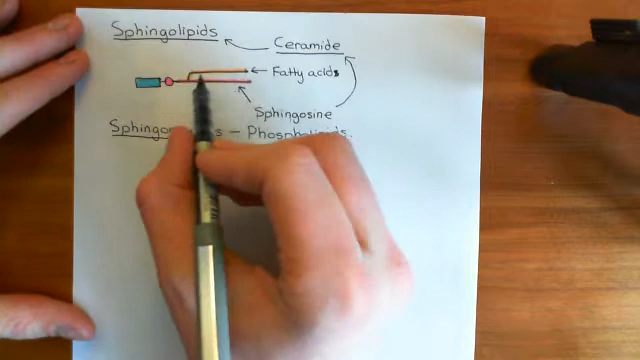 Sphingolipids
Ceramide
Fatty acids
Sphingosine
- Phospholipids.